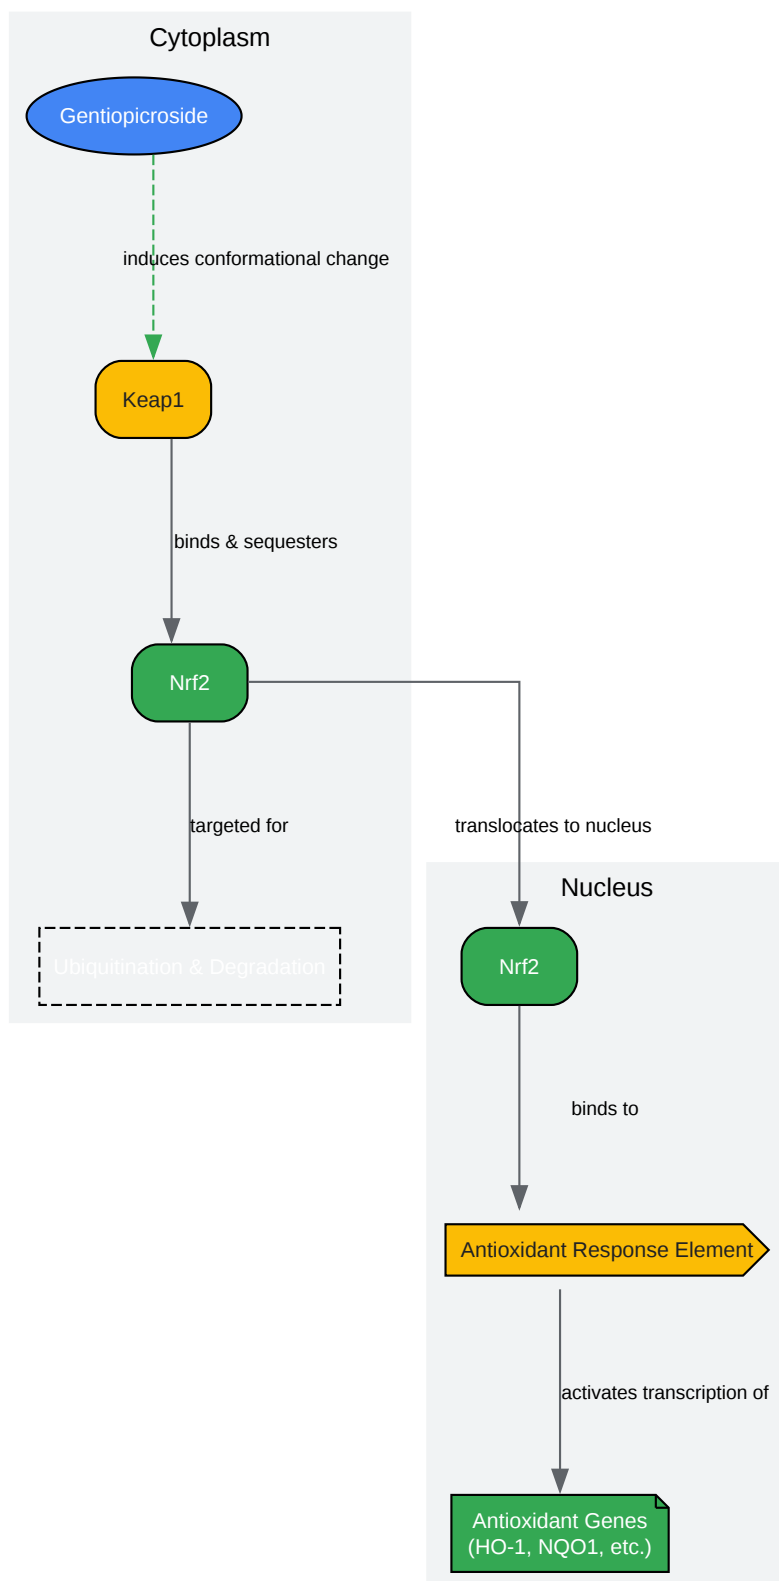 Cytoplasm
Gentiopicroside
induces conformational change
Keap1
binds & sequesters
Nrf2
targeted for
translocates to nucleus
Ubiquitination & Degradation
Nucleus
Nrf2
binds to
Antioxidant Response Element
activates transcription of
Antioxidant Genes
(HO-1, NQO1, etc.)